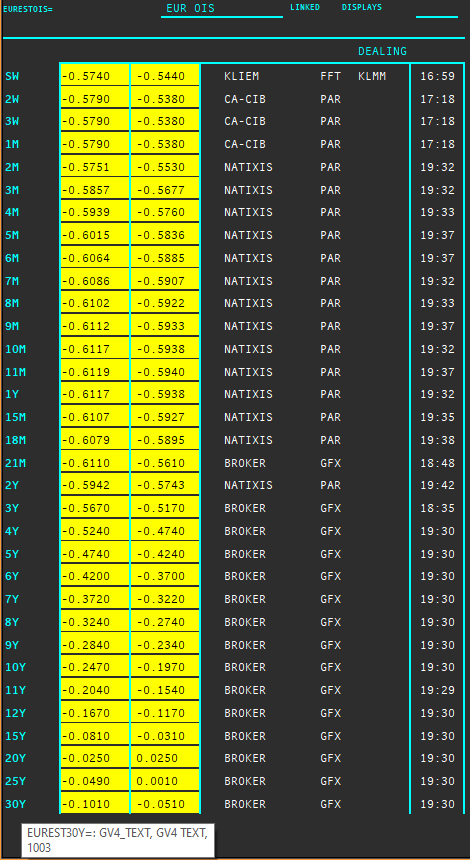 EURESTOIS= EUR OIS LINKED DISPLAYS
DEALING
SW -0.5740 -0.5440 KLIEM FFT KLMM 16:59
2W -0.5790 -0.5380 CA-CIB PAR 17:18
3W -0.5790 -0.5380 CA-CIB PAR 17:18
1M -0.5790 -0.5380 CA-CIB PAR 17:18
2M -0.5751 -0.5530 NATIXIS PAR 19:32
3M -0.5857 -0.5677 NATIXIS PAR 19:32
4M -0.5939 -0.5760 NATIXIS PAR 19:33
5M -0.6015 -0.5836 NATIXIS PAR 19:37
6M -0.6064 -0.5885 NATIXIS PAR 19:37
7M -0.6086 -0.5907 NATIXIS PAR 19:32
8M -0.6102 -0.5922 NATIXIS PAR 19:33
9M -0.6112 -0.5933 NATIXIS PAR 19:37
10M -0.6117 -0.5938 NATIXIS PAR 19:32
11M -0.6119 -0.5940 NATIXIS PAR 19:37
1Y -0.6117 -0.5938 NATIXIS PAR 19:32
15M -0.6107 -0.5927 NATIXIS PAR 19:35
18M -0.6079 -0.5895 NATIXIS PAR 19:38
21M -0.6110 -0.5610 BROKER GFX 18:48
2Y -0.5942 -0.5743 NATIXIS PAR 19:42
3Y -0.5670 -0.5170 BROKER GFX 18:35
4Y -0.5240 -0.4740 BROKER GFX 19:30
5Y -0.4740 -0.4240 BROKER GFX 19:30
6Y -0.4200 -0.3700 BROKER GFX 19:30
7Y -0.3720 -0.3220 BROKER GFX 19:30
8Y -0.3240 -0.2740 BROKER GFX 19:30
9Y -0.2840 -0.2340 BROKER GFX 19:30
10Y -0.2470 -0.1970 BROKER GFX 19:30
11Y -0.2040 -0.1540 BROKER GFX 19:29
12Y -0.1670 -0.1170 BROKER GFX 19:30
15Y -0.0810 -0.0310 BROKER GFX 19:30
20Y -0.0250 0.0250 BROKER GFX 19:30
25Y -0.0490 0.0010 BROKER GFX 19:30
30Y -0.1010 -0.0510 BROKER GFX 19:30
EUREST30Y=: GV4_TEXT, GV4 TEXT,
1003